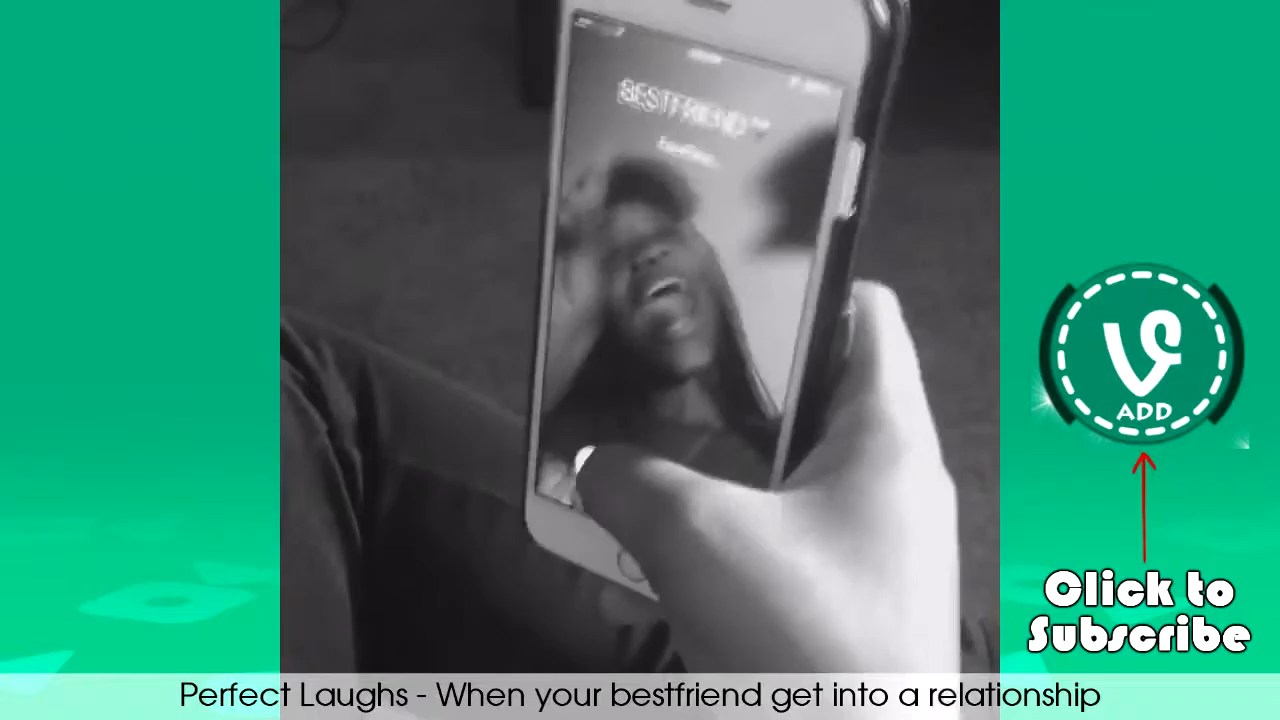 BESTFRIEND
ADD
Click to
Subscribe
Perfect Laughs - When your bestfriend get into a relationship